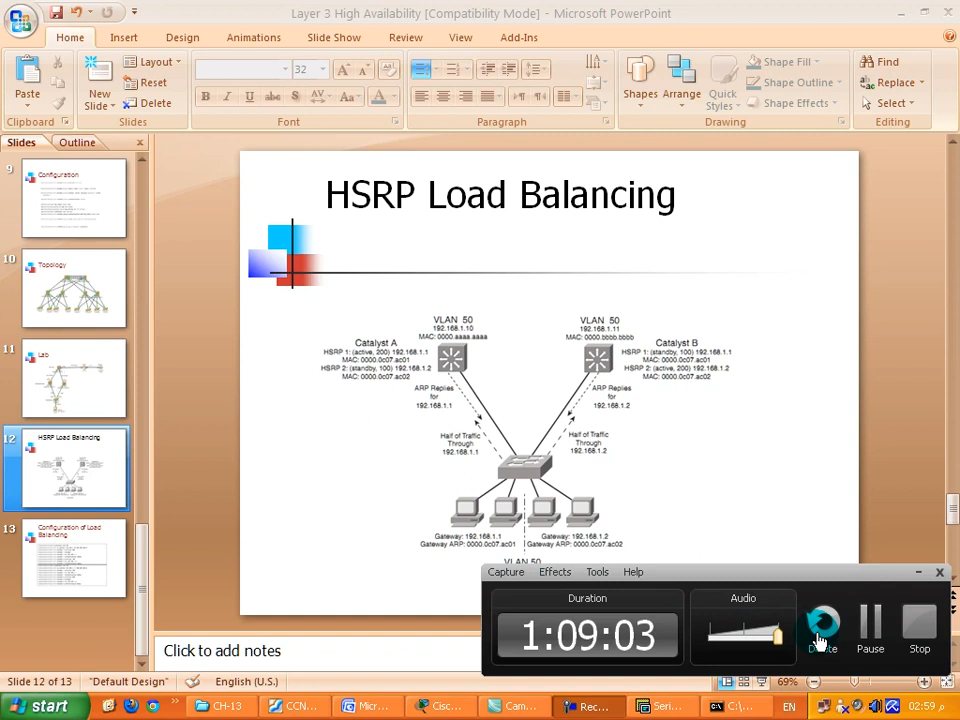 Layer 3 High Availability [Compatibility Mode] - Microsoft PowerPoint
Home Insert Design Animations Slide Show Review View Add-Ins
Paste
New Slide
Layout
Reset
Delete
32
B I U abc S AV Aa A
Shapes
Arrange
Quick Styles
Shape Fill
Shape Outline
Shape Effects
Find
Replace
Select
Clipboard Slides Font Paragraph Drawing Editing
Slides Outline
9
Configuration
10
Topology
11
Lab
12
HSRP Load Balancing
13
Configuration of Load
Balancing
HSRP Load Balancing
VLAN 50
192.168.1.10
MAC: 0000.aaaa.aaaa
VLAN 50
192.168.1.11
MAC: 0000.bbbb.bbbb
Catalyst A
HSRP 1: (active, 200) 192.168.1.1
MAC: 0000.0c07.ac01
HSRP 2: (standby, 100) 192.168.1.2
MAC: 0000.0c07.ac02
Catalyst B
HSRP 1: (standby, 100) 192.168.1.1
MAC: 0000.0c07.ac01
HSRP 2: (active, 200) 192.168.1.2
MAC: 0000.0c07.ac02
ARP Replies
for
192.168.1.1
ARP Replies
for
192.168.1.2
Half of Traffic
Through
192.168.1.1
Half of Traffic
Through
192.168.1.2
Gateway: 192.168.1.1
Gateway ARP: 0000.0c07.ac01
Gateway: 192.168.1.2
Gateway ARP: 0000.0c07.ac02
VLAN 50
Capture Effects Tools Help
Duration
1:09:03
Audio
Delete
Pause
Stop
Click to add notes
Slide 12 of 13 "Default Design" English (U.S.) 69%
start
CH-13
CCN...
Micr...
Cisc...
Cam...
Rec...
Seri...
C:\...
EN
02:59 م